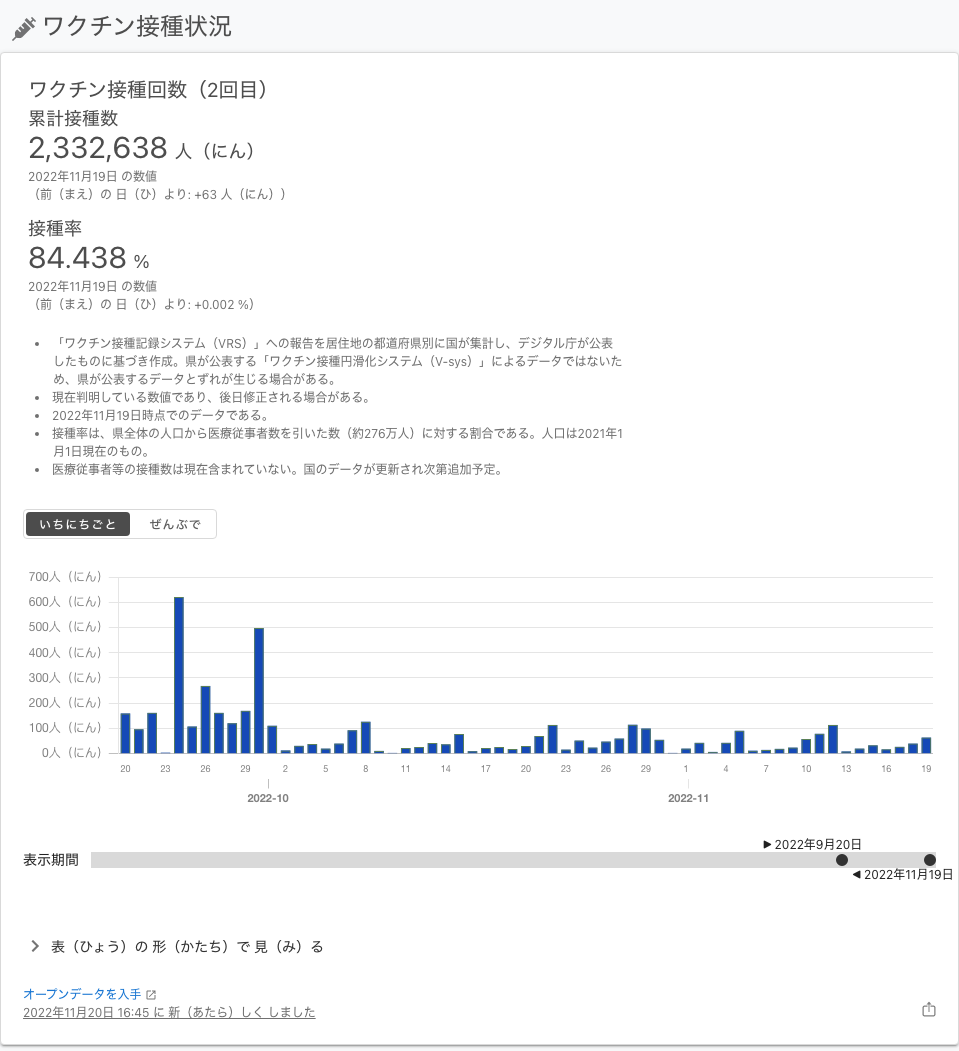 ワクチン接種状況
ワクチン接種回数（2回目）
累計接種数
2,332,638 人（にん）
2022年11月19日 の数値
（前（まえ）の 日（ひ）より: +63 人（にん））
接種率
84.438 %
2022年11月19日 の数値
（前（まえ）の 日（ひ）より: +0.002 %）
• 「ワクチン接種記録システム（VRS）」への報告を居住地の都道府県別に国が集計し、デジタル庁が公表
したものに基づき作成。県が公表する「ワクチン接種円滑化システム（V-sys）」によるデータではないた
め、県が公表するデータとずれが生じる場合がある。
• 現在判明している数値であり、後日修正される場合がある。
• 2022年11月19日時点でのデータである。
• 接種率は、県全体の人口から医療従事者数を引いた数（約276万人）に対する割合である。人口は2021年1
月1日現在のもの。
• 医療従事者等の接種数は現在含まれていない。国のデータが更新され次第追加予定。
いちにちごと ぜんぶで
700人（にん）
600人（にん）
500人（にん）
400人（にん）
300人（にん）
200人（にん）
100人（にん）
0人（にん）
20 23 26 29 2 5 8 11 14 17 20 23 26 29 1 4 7 10 13 16 19
2022-10 2022-11
▶ 2022年9月20日
表示期間
◀ 2022年11月19日
表（ひょう）の 形（かたち）で 見（み）る
オープンデータを入手
2022年11月20日 16:45 に 新（あたら）しく しました